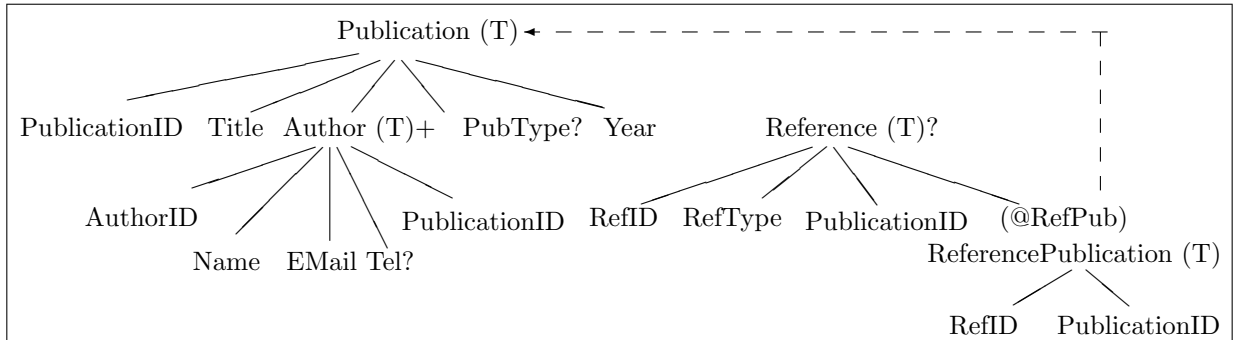 Publication (T)
PublicationID Title Author (T)+ PubType? Year Reference (T)?
AuthorID PublicationID RefID RefType PublicationID (@RefPub)
Name EMail Tel? ReferencePublication (T)
RefID PublicationID